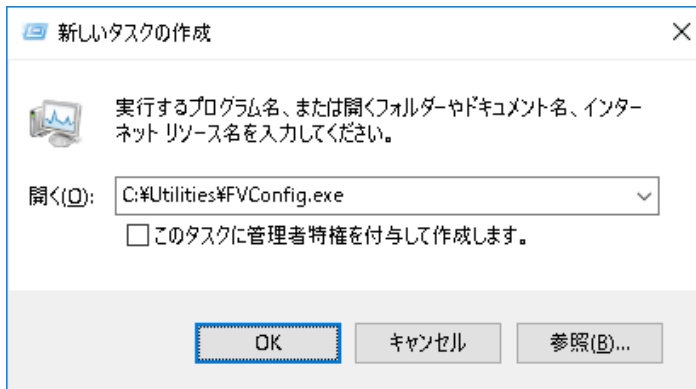 新しいタスクの作成
実行するプログラム名、または開くフォルダーやドキュメント名、インター
ネット リソース名を入力してください。
開く(O): C:¥Utilities¥FVConfig.exe
このタスクに管理者特権を付与して作成します。
OK キャンセル 参照(B)...